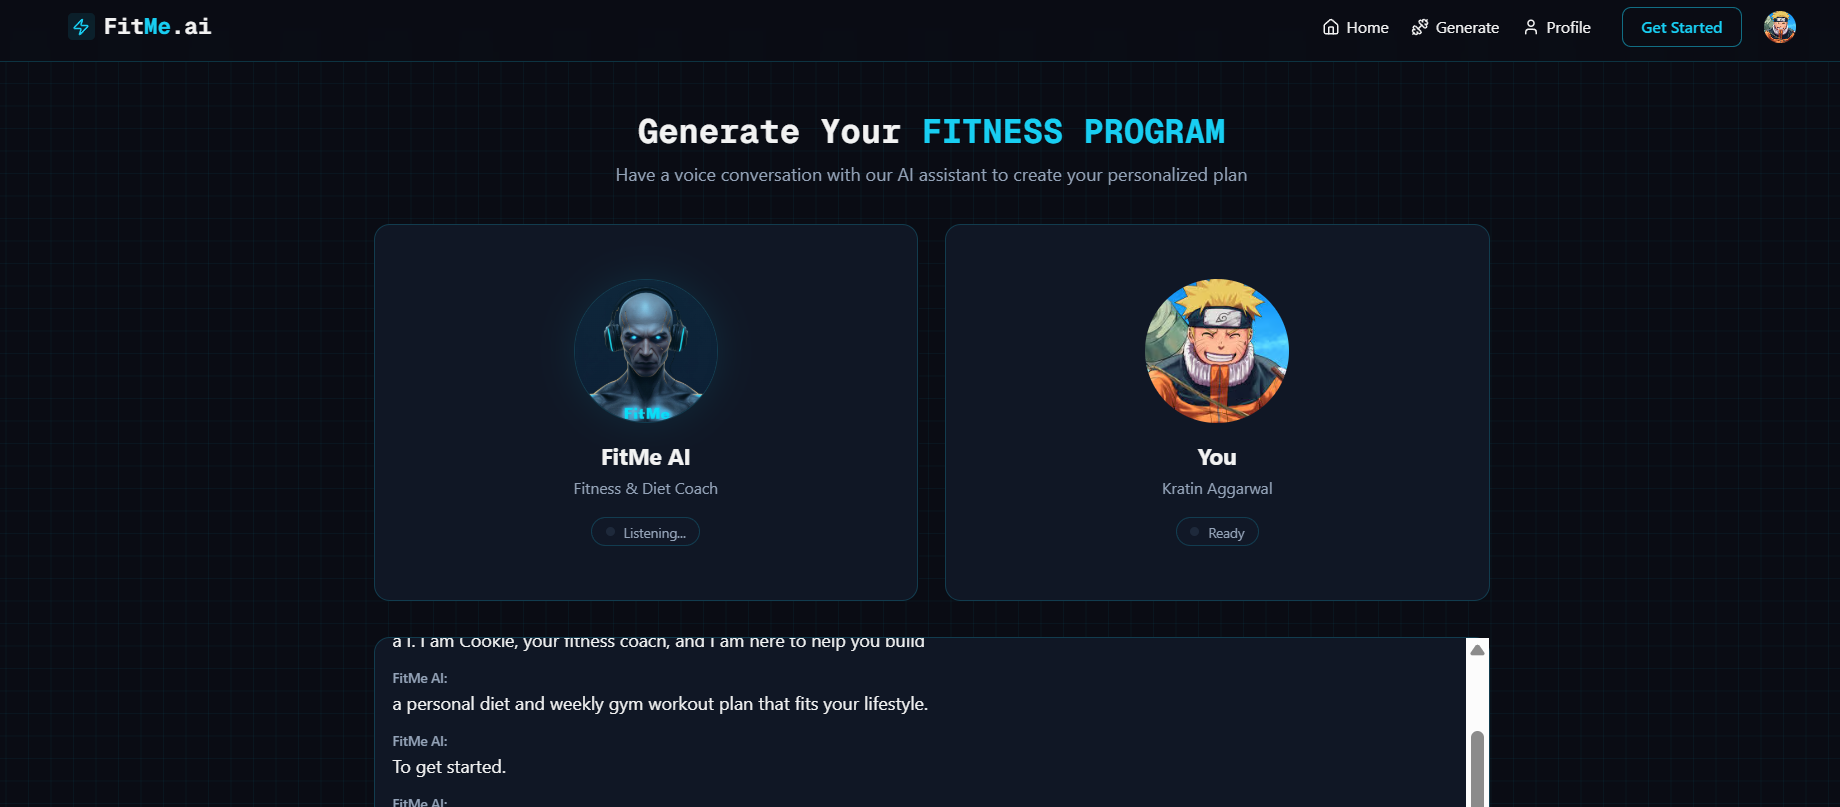 FitMe.ai
Home
Generate
Profile
Get Started
Generate Your FITNESS PROGRAM
Have a voice conversation with our AI assistant to create your personalized plan
FitMe
FitMe AI
Fitness & Diet Coach
Listening...
You
Kratin Aggarwal
Ready
a i. I am Cookie, your fitness coach, and I am here to help you build
FitMe AI:
a personal diet and weekly gym workout plan that fits your lifestyle.
FitMe AI:
To get started.
FitMe AI: